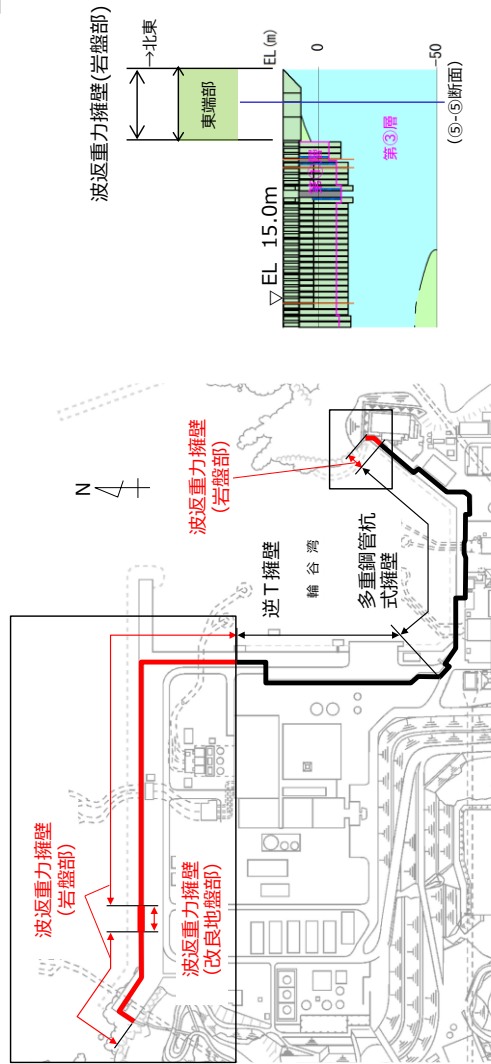 波返重力擁壁
(岩盤部)
波返重力擁壁
(改良地盤部)
N
逆T擁壁
輪谷湾
多重鋼管杭
式擁壁
波返重力擁壁
(岩盤部)
波返重力擁壁(岩盤部)
→北東
東端部
EL(m)
▽EL 15.0m
0
-50
第③層
(⑤-⑤断面)